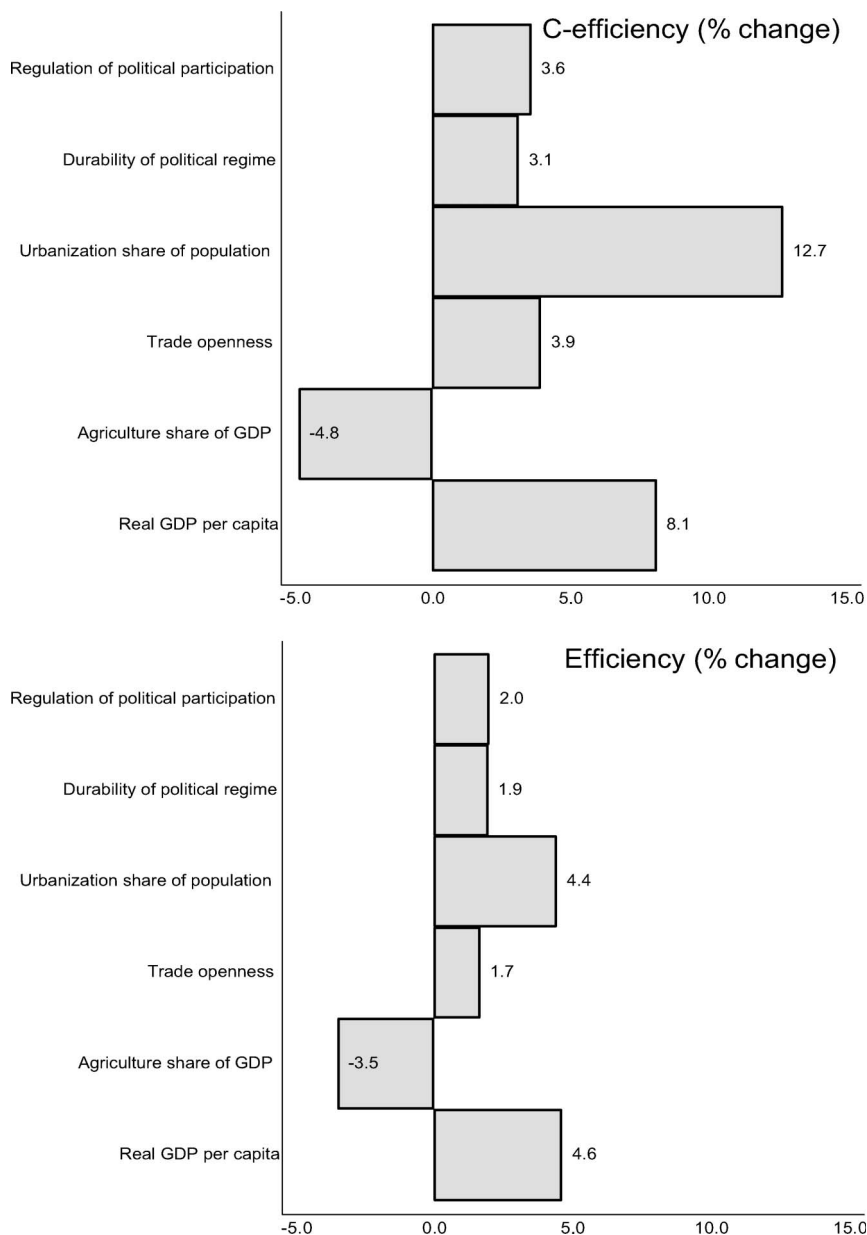 C-efficiency (% change)
Regulation of political participation
3.6
Durability of political regime
3.1
Urbanization share of population
12.7
Trade openness
3.9
Agriculture share of GDP
-4.8
Real GDP per capita
8.1
-5.0 0.0 5.0 10.0 15.0
Efficiency (% change)
Regulation of political participation
2.0
Durability of political regime
1.9
Urbanization share of population
4.4
Trade openness
1.7
Agriculture share of GDP
-3.5
Real GDP per capita
4.6
-5.0 0.0 5.0 10.0 15.0